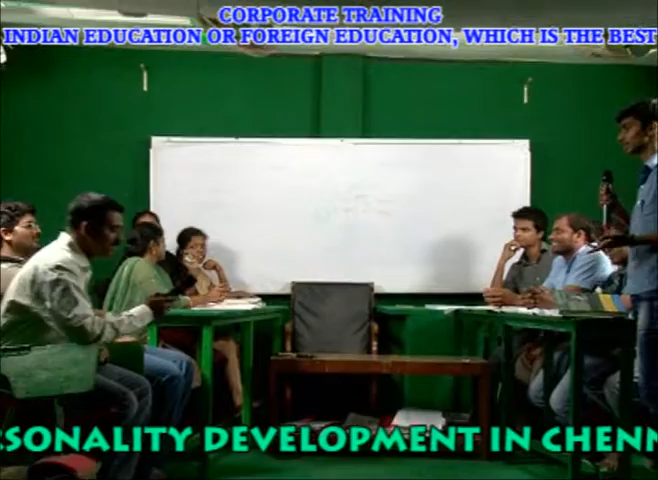 CORPORATE TRAINING
INDIAN EDUCATION OR FOREIGN EDUCATION, WHICH IS THE BEST
RSONALITY DEVELOPMENT IN CHENN